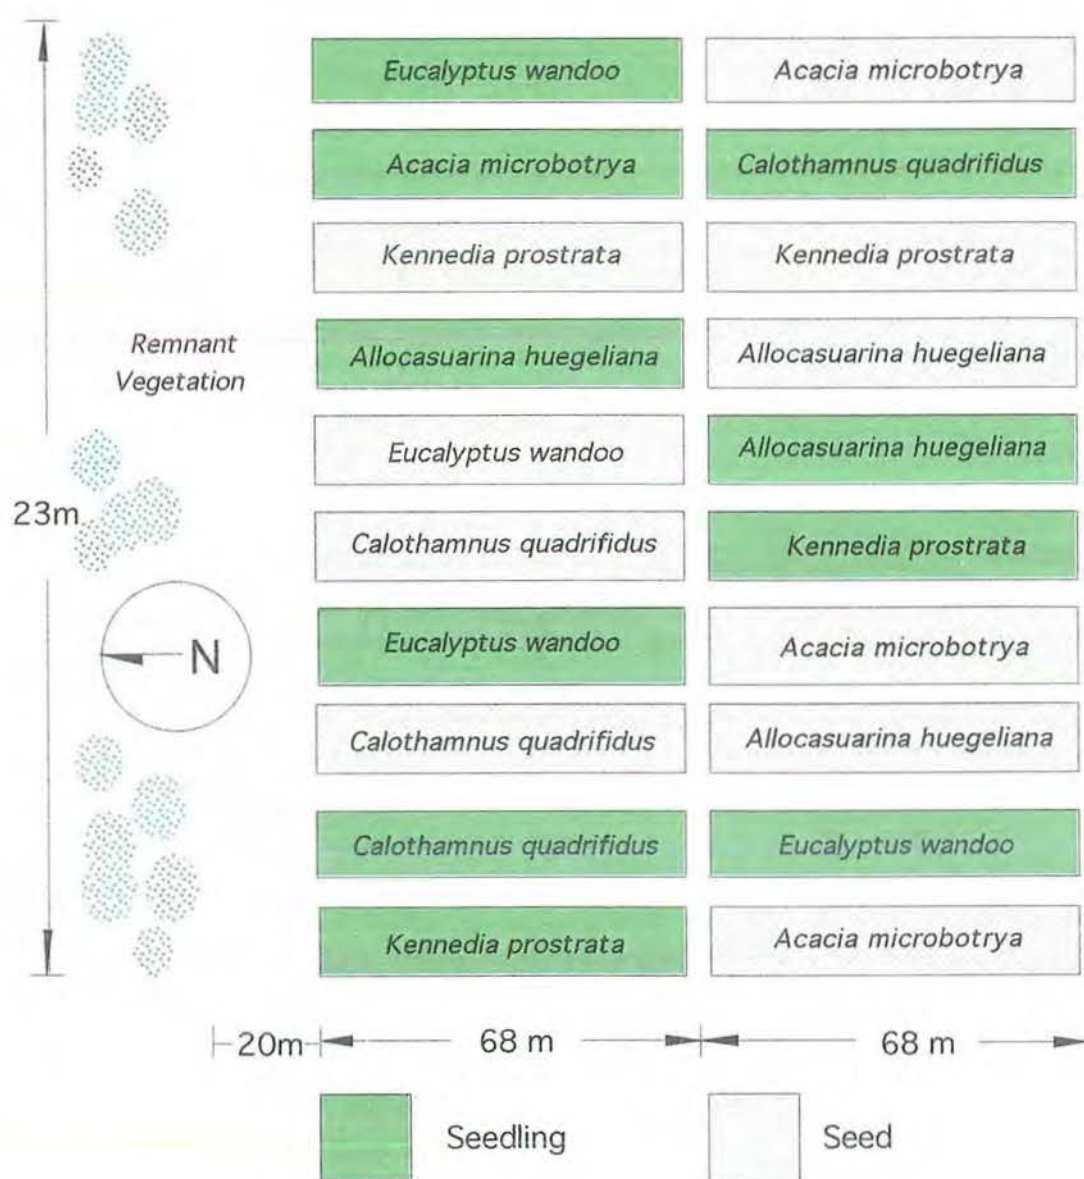 Eucalyptus wandoo
Acacia microbotrya
Acacia microbotrya
Calothamnus quadrifidus
Kennedia prostrata
Kennedia prostrata
Remnant
Vegetation
Allocasuarina huegeliana
Allocasuarina huegeliana
Eucalyptus wandoo
Allocasuarina huegeliana
23m
Calothamnus quadrifidus
Kennedia prostrata
N
Eucalyptus wandoo
Acacia microbotrya
Calothamnus quadrifidus
Allocasuarina huegeliana
Calothamnus quadrifidus
Eucalyptus wandoo
Kennedia prostrata
Acacia microbotrya
20m
68 m
68 m
Seedling
Seed